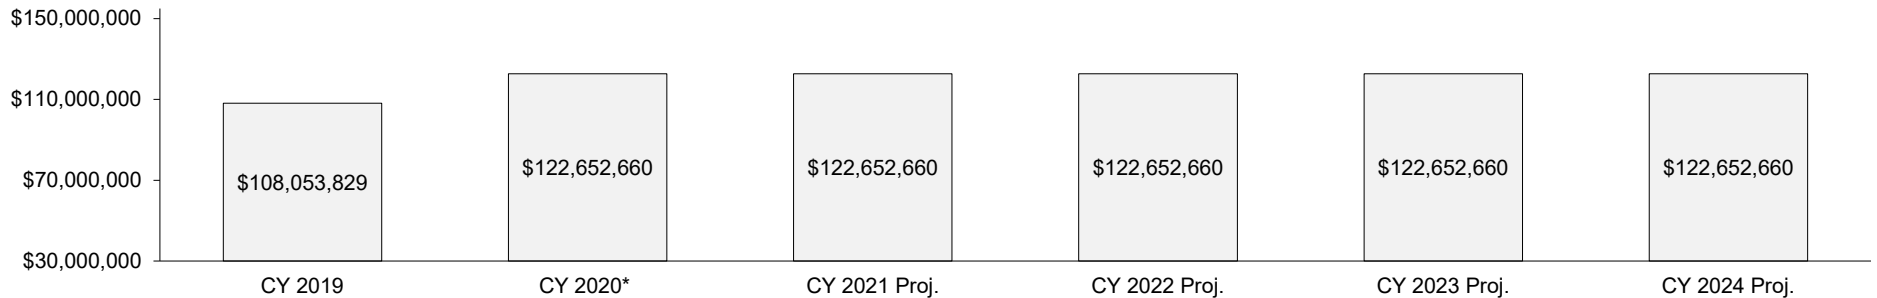 $150,000,000
$110,000,000
$70,000,000
$30,000,000
$108,053,829
$122,652,660
$122,652,660
$122,652,660
$122,652,660
$122,652,660
CY 2019
CY 2020*
CY 2021 Proj.
CY 2022 Proj.
CY 2023 Proj.
CY 2024 Proj.